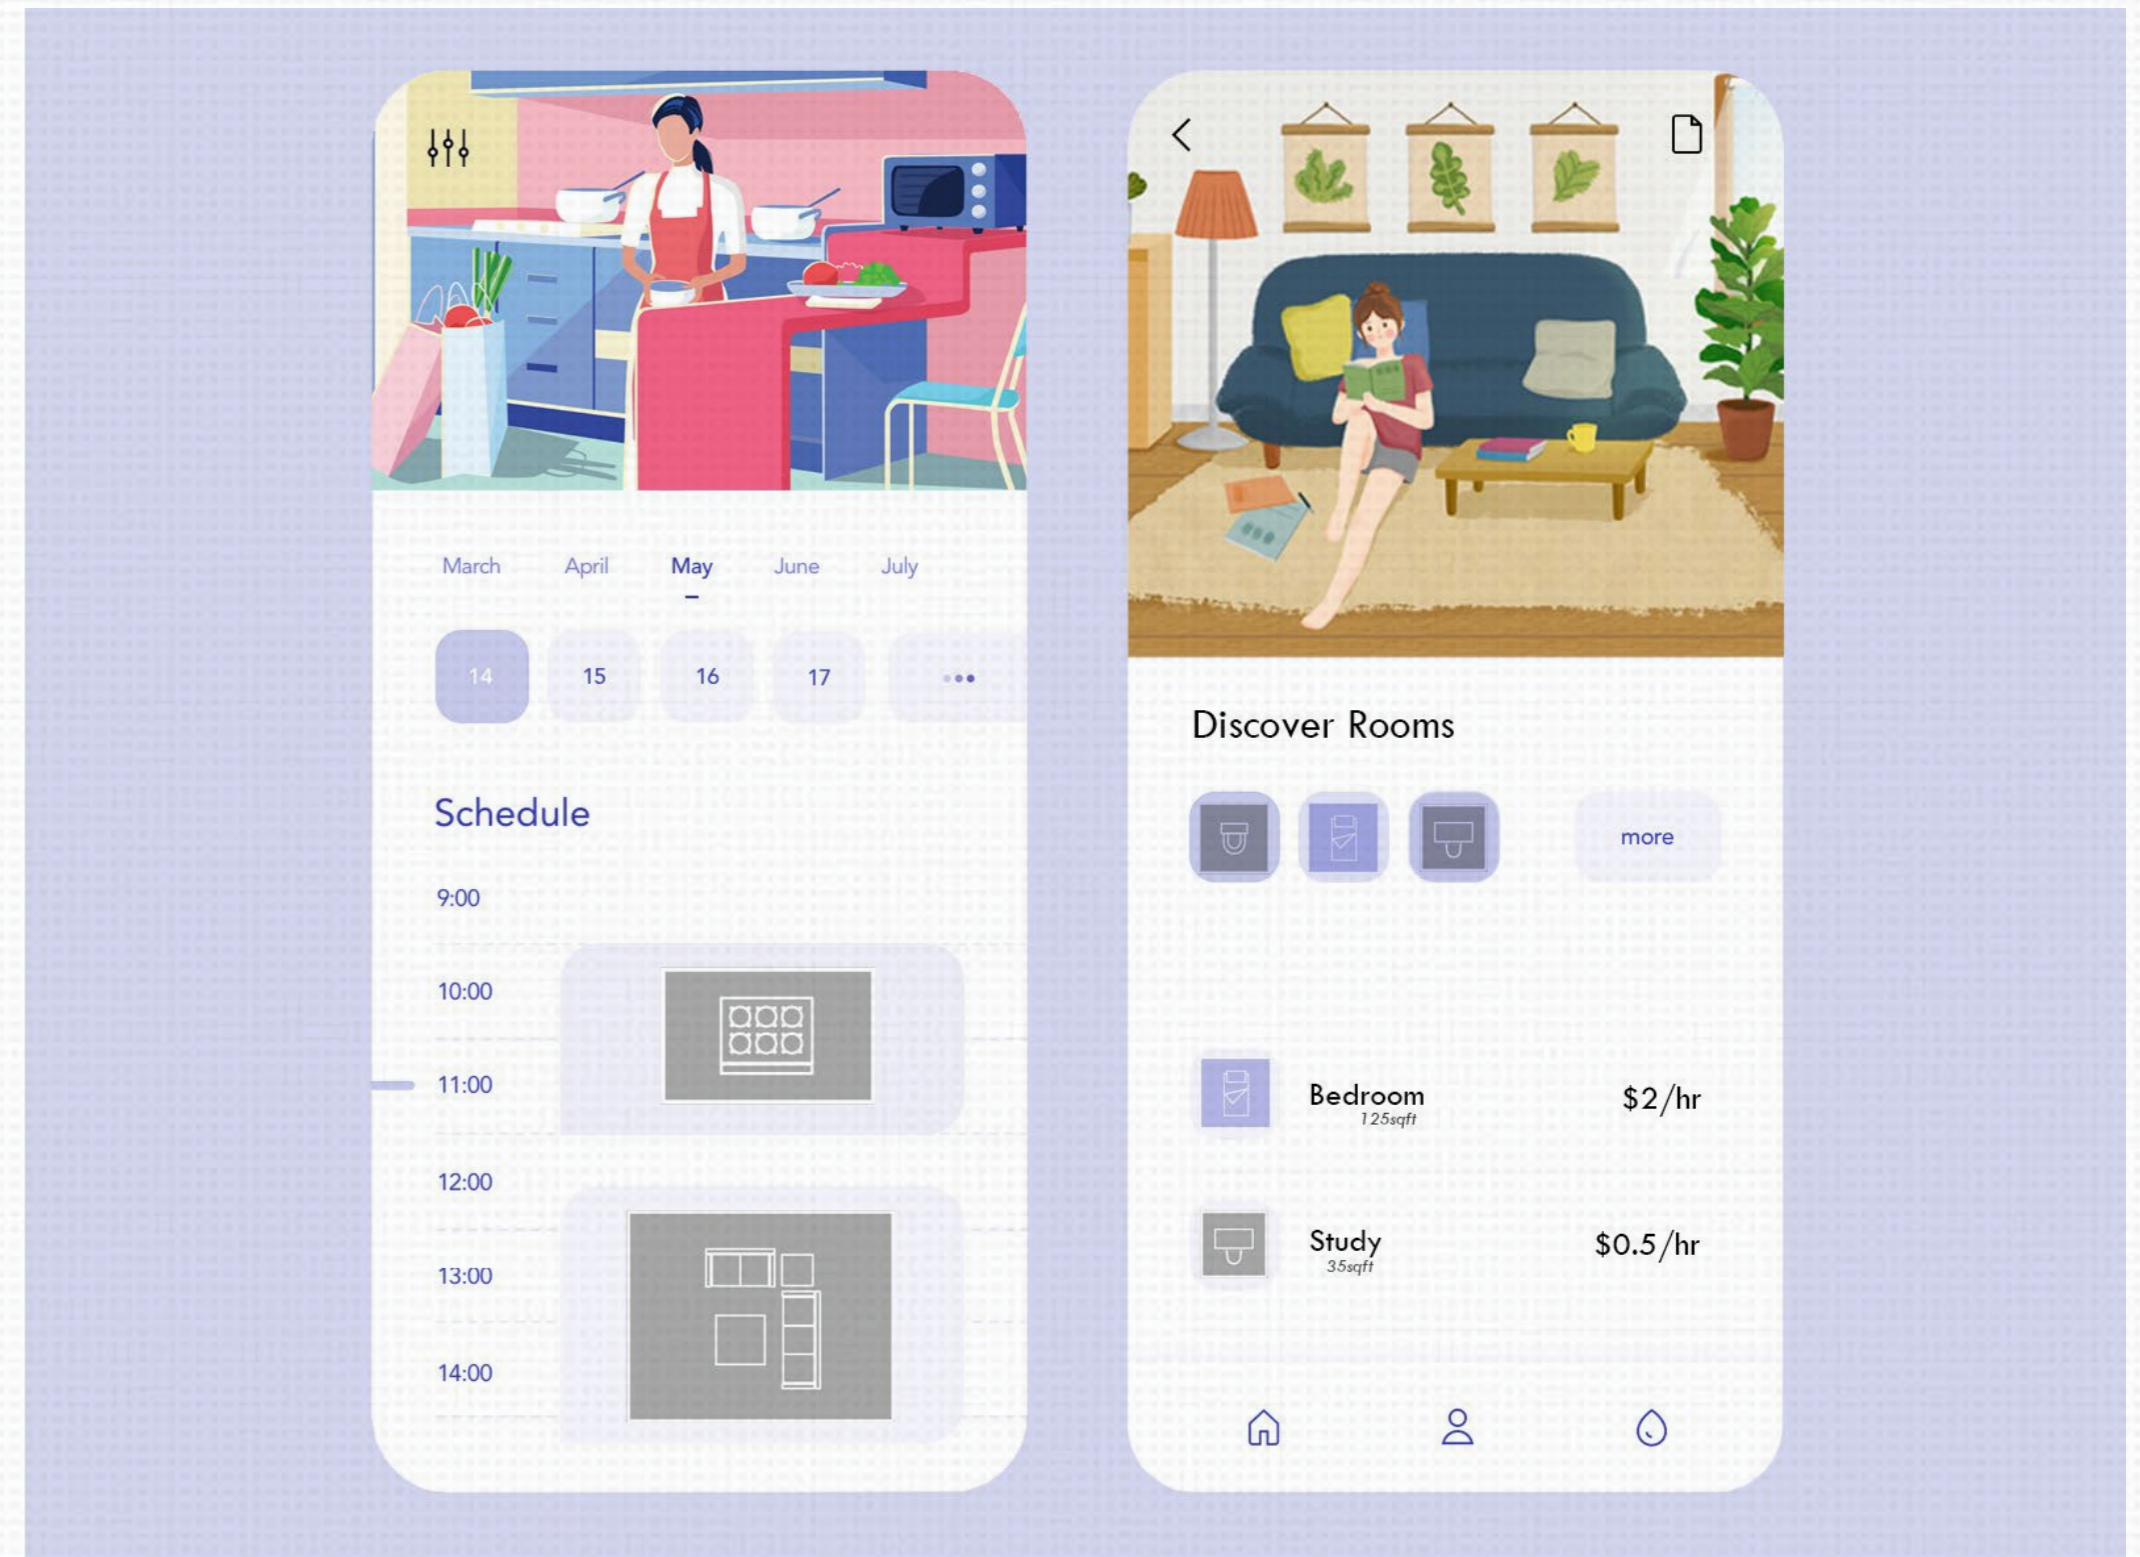 March April May June July
14 15 16 17
Schedule
9:00
10:00
11:00
12:00
13:00
14:00
Discover Rooms
more
Bedroom $2/hr
125sqft
Study $0.5/hr
35sqft